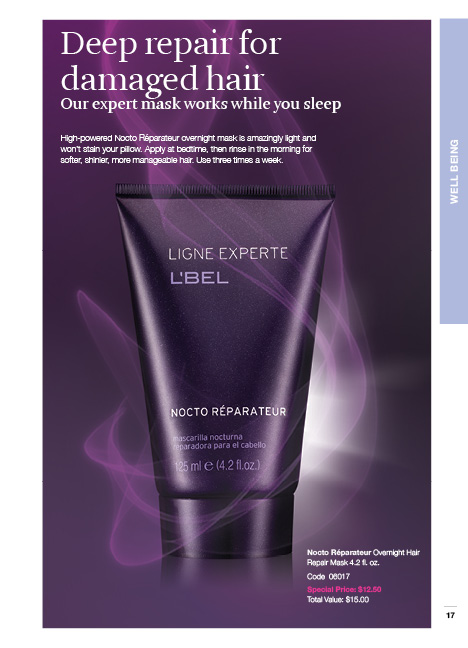 Deep repair for
damaged hair
Our expert mask works while you sleep
High-powered Nocto Réparateur overnight mask is amazingly light and
won't stain your pillow. Apply at bedtime, then rinse in the morning for
softer, shinier, more manageable hair. Use three times a week.
WELL BEING
LIGNE EXPERTE
L'BEL
NOCTO RÉPARATEUR
mascarilla nocturna
reparadora para el cabello
125 ml e (4.2 fl.oz.)
Nocto Réparateur Overnight Hair
Repair Mask 4.2 fl. oz.
Code 06017
Special Price: $12.50
Total Value: $15.00
17